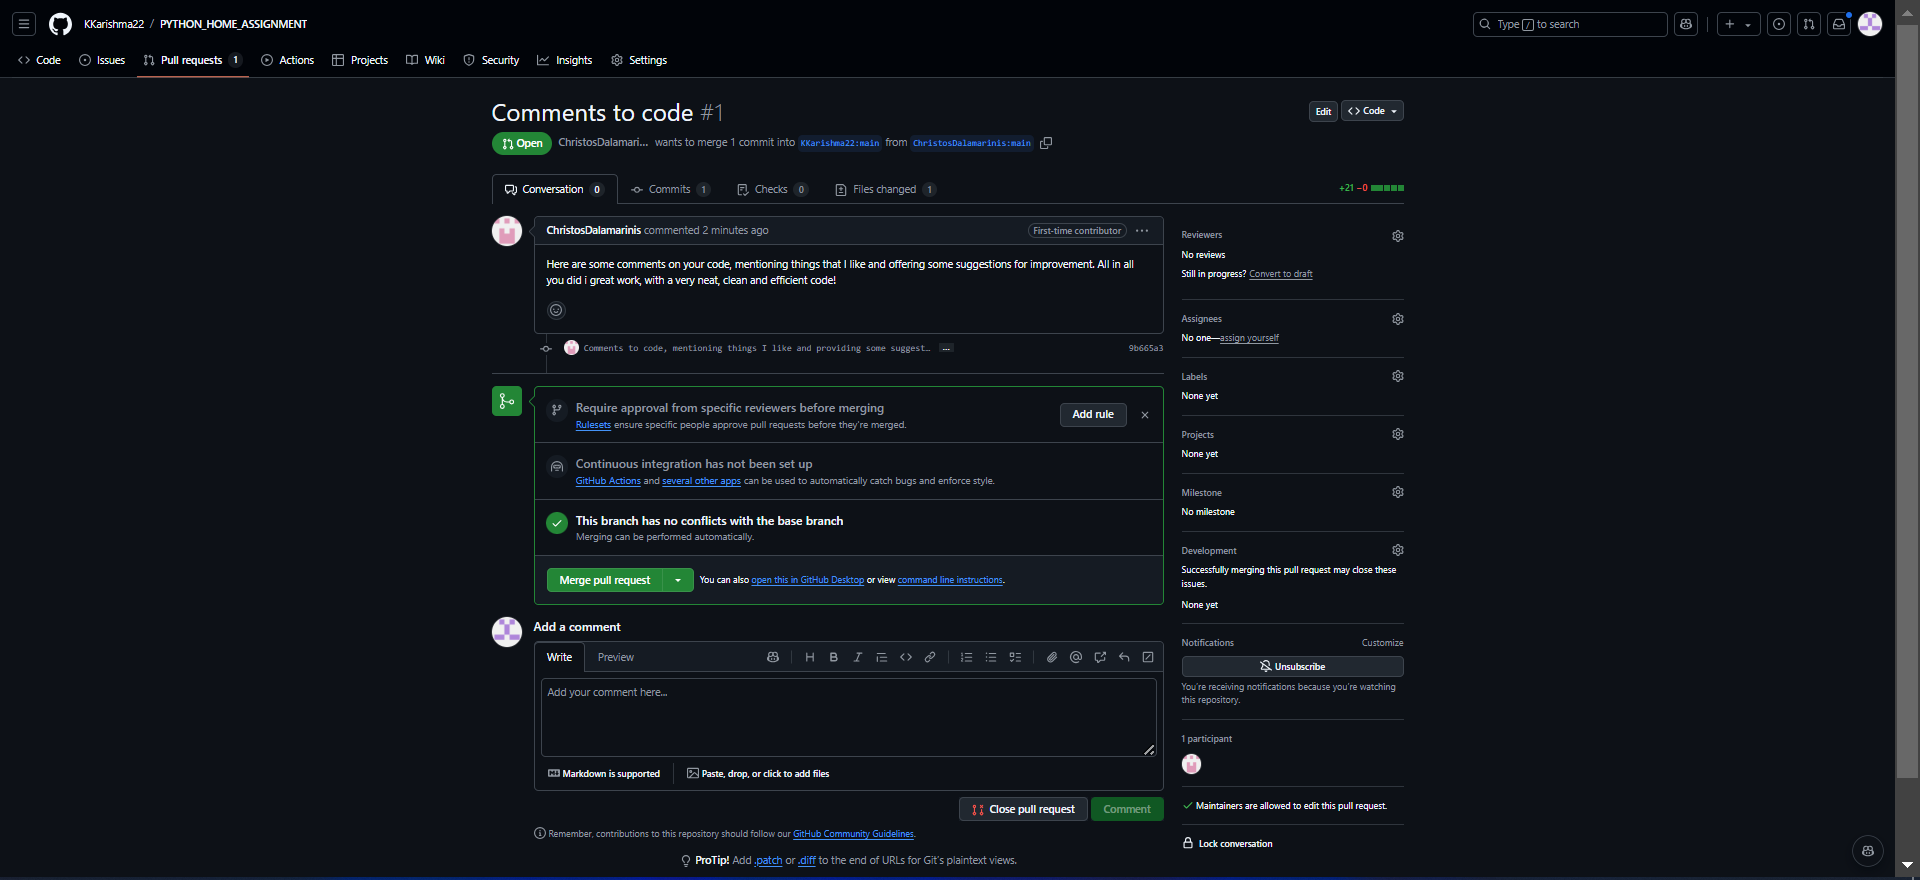 KKarishma22 / PYTHON_HOME_ASSIGNMENT
Type / to search
Code Issues Pull requests 1 Actions Projects Wiki Security Insights Settings
Comments to code #1
Edit Code
Open ChristosDalamari... wants to merge 1 commit into KKarishma22:main from ChristosDalamarinis:main
Conversation 0 Commits 1 Checks 0 Files changed 1
+21 −0
ChristosDalamarinis commented 2 minutes ago First-time contributor
Here are some comments on your code, mentioning things that I like and offering some suggestions for improvement. All in all
you did i great work, with a very neat, clean and efficient code!
Comments to code, mentioning things I like and providing some suggest… ... 9b665a3
Require approval from specific reviewers before merging
Rulesets ensure specific people approve pull requests before they're merged.
Add rule
Continuous integration has not been set up
GitHub Actions and several other apps can be used to automatically catch bugs and enforce style.
This branch has no conflicts with the base branch
Merging can be performed automatically.
Merge pull request You can also open this in GitHub Desktop or view command line instructions.
Add a comment
Write Preview
Add your comment here...
Markdown is supported Paste, drop, or click to add files
Close pull request Comment
Remember, contributions to this repository should follow our GitHub Community Guidelines.
ProTip! Add .patch or .diff to the end of URLs for Git's plaintext views.
Reviewers
No reviews
Still in progress? Convert to draft
Assignees
No one—assign yourself
Labels
None yet
Projects
None yet
Milestone
No milestone
Development
Successfully merging this pull request may close these
issues.
None yet
Notifications Customize
Unsubscribe
You're receiving notifications because you're watching
this repository.
1 participant
Maintainers are allowed to edit this pull request.
Lock conversation